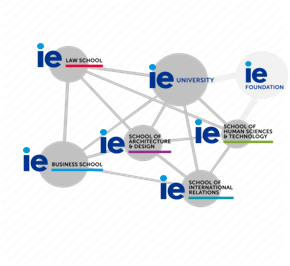 ie LAW SCHOOL
ie UNIVERSITY
ie
FOUNDATION
ie SCHOOL OF
ARCHITECTURE
& DESIGN
ie SCHOOL OF
HUMAN SCIENCES
& TECHNOLOGY
ie BUSINESS SCHOOL
ie SCHOOL OF
INTERNATIONAL
RELATIONS